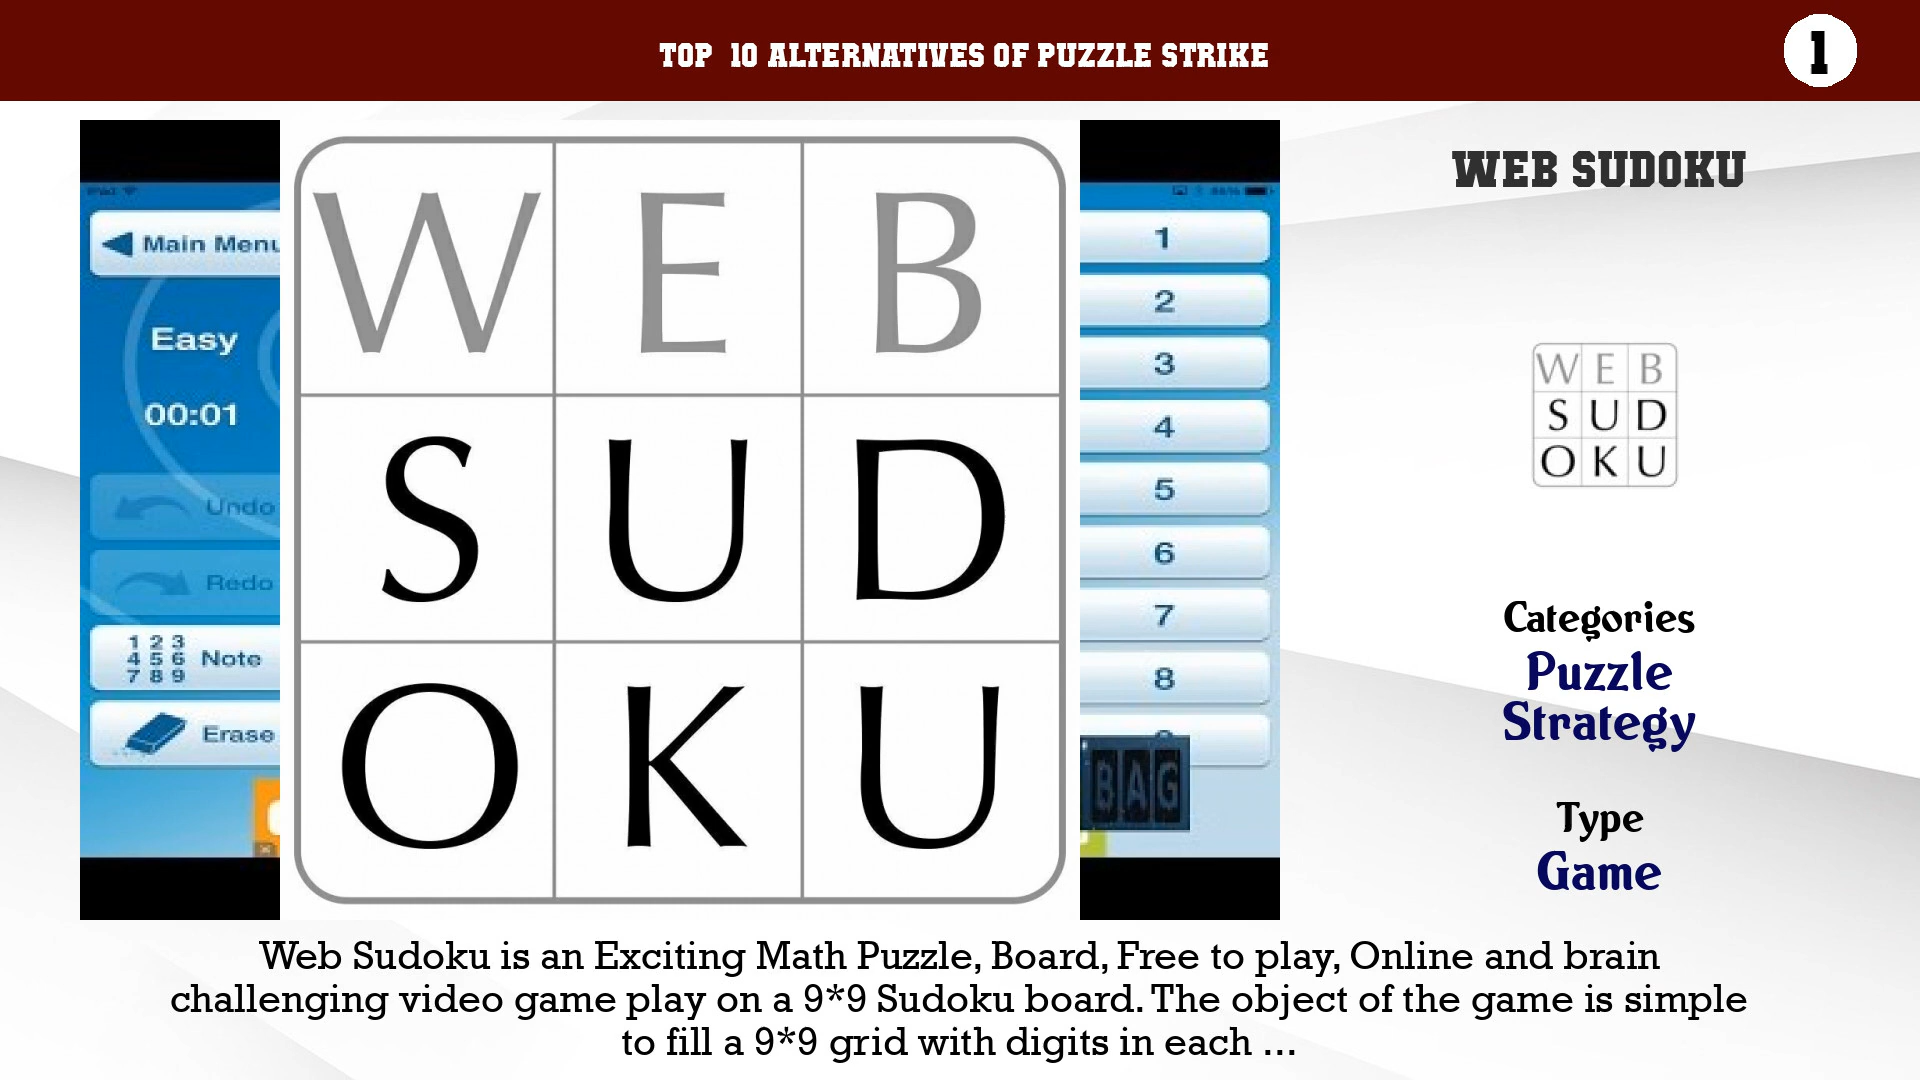 TOP 10 ALTERNATIVES OF PUZZLE STRIKE
1
WEB SUDOKU
Main Menu
Easy
00:01
Undo
Redo
1 2 3
4 5 6
7 8 9
Note
Erase
W E B
S U D
O K U
1
2
3
4
5
6
7
8
BAG
W E B
S U D
O K U
Categories
Puzzle
Strategy
Type
Game
Web Sudoku is an Exciting Math Puzzle, Board, Free to play, Online and brain
challenging video game play on a 9*9 Sudoku board. The object of the game is simple
to fill a 9*9 grid with digits in each ...